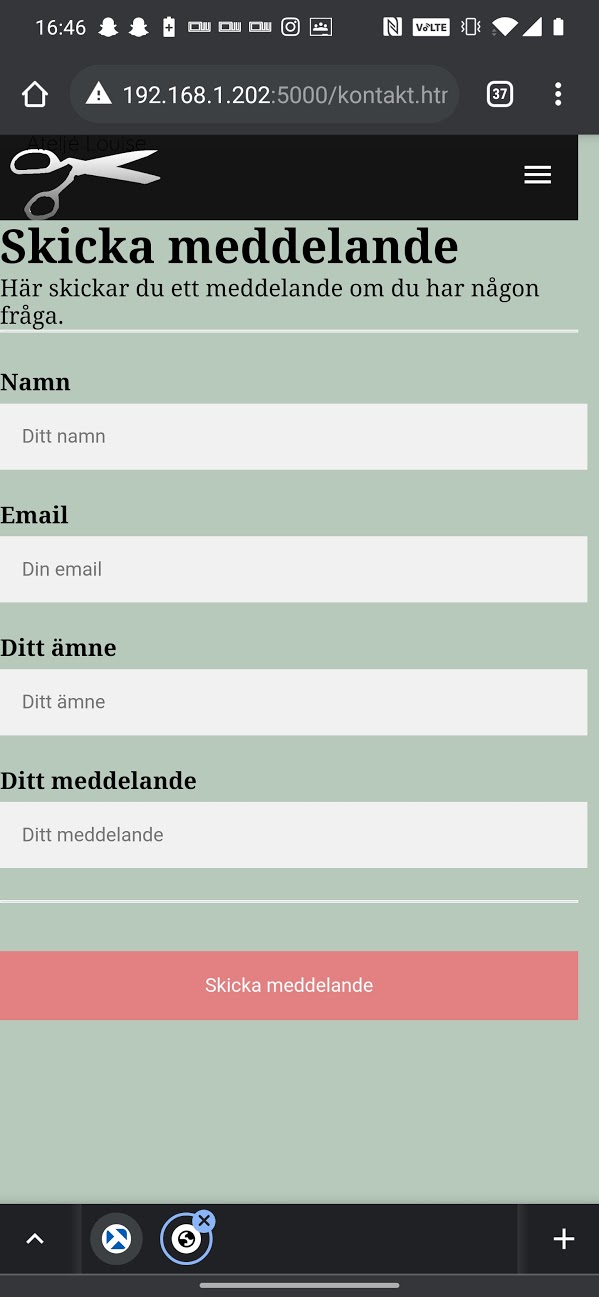 16:46
VoLTE
192.168.1.202:5000/kontakt.htr
37
Ateljé Louise
Skicka meddelande
Här skickar du ett meddelande om du har någon
fråga.
Namn
Ditt namn
Email
Din email
Ditt ämne
Ditt ämne
Ditt meddelande
Ditt meddelande
Skicka meddelande